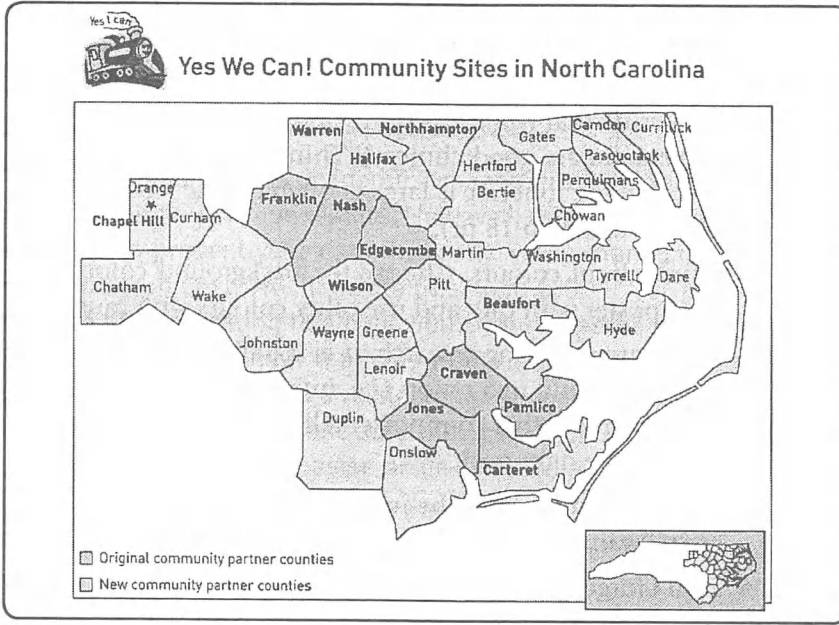 Yes I can
Yes We Can! Community Sites in North Carolina
Warren
Northhampton
Gates
Camden
Currituck
Halifax
Hertford
Pasquotank
Bertie
Perquimans
Orange
Franklin
Nash
Chowan
Chapel Hill
Curham
Edgecombe
Martin
Washington
Tyrrell
Dare
Chatham
Wake
Wilson
Pitt
Beaufort
Hyde
Johnston
Wayne
Greene
Lenoir
Craven
Pamlico
Duplin
Jones
Onslow
Carteret
Original community partner counties
New community partner counties